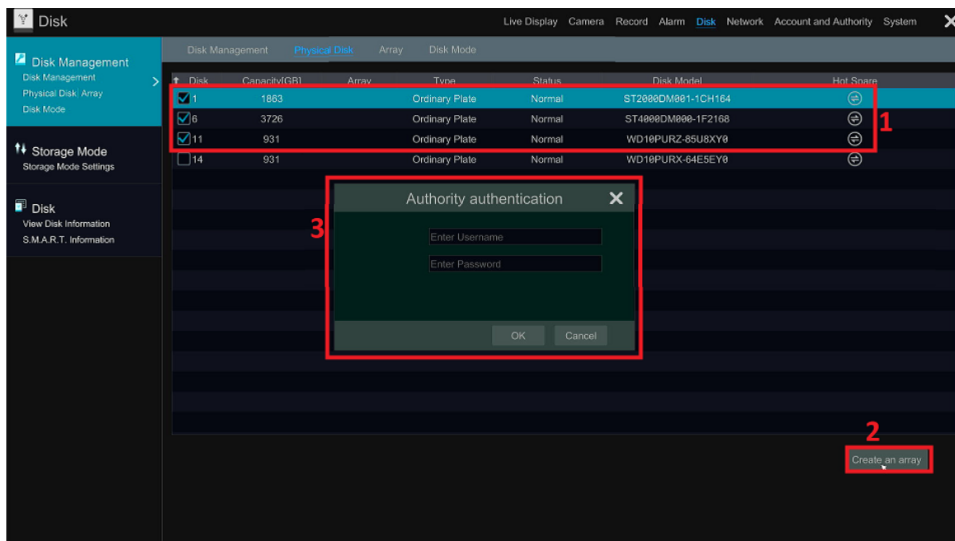 Disk
Live Display Camera Record Alarm Disk Network Account and Authority System X
Disk Management
Disk Management
Physical Disk Array
Disk Mode
Storage Mode
Storage Mode Settings
Disk
View Disk Information
S.M.A.R.T. Information
Disk Management Physical Disk Array Disk Mode
Disk Capacity[GB] Array Type Status Disk Model Hot Spare
1 1863 Ordinary Plate Normal ST2000DM001-1CH164
6 3726 Ordinary Plate Normal ST4000DM000-1F2168
11 931 Ordinary Plate Normal WD10PURZ-85U8XY0
14 931 Ordinary Plate Normal WD10PURX-64E5EY0
1
Authority authentication X
3
Enter Username
Enter Password
OK Cancel
2
Create an array